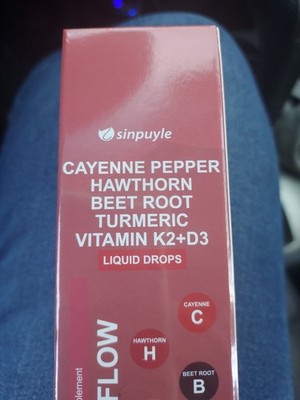 sinpuyle
CAYENNE PEPPER
HAWTHORN
BEET ROOT
TURMERIC
VITAMIN K2+D3
LIQUID DROPS
CAYENNE
C
HAWTHORN
H
BEET ROOT
B
FLOW